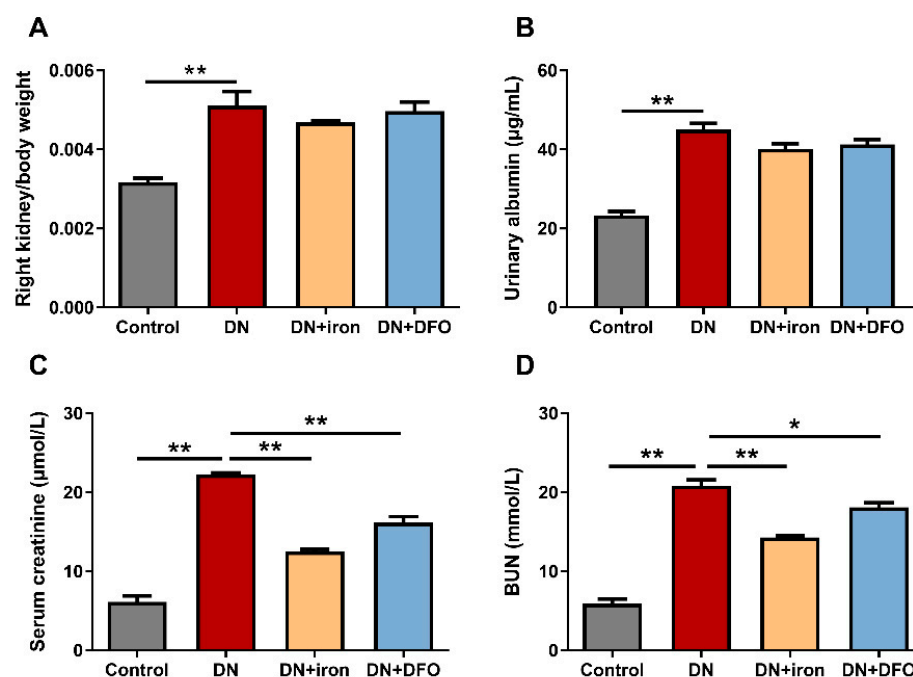 A
Right kidney/body weight
0.006
0.004
0.002
0.000
**
Control DN DN+iron DN+DFO
B
Urinary albumin (μg/mL)
60
40
20
0
**
Control DN DN+iron DN+DFO
C
Serum creatinine (μmol/L)
30
20
10
0
**
** **
Control DN DN+iron DN+DFO
D
BUN (mmol/L)
30
20
10
0
*
** **
Control DN DN+iron DN+DFO